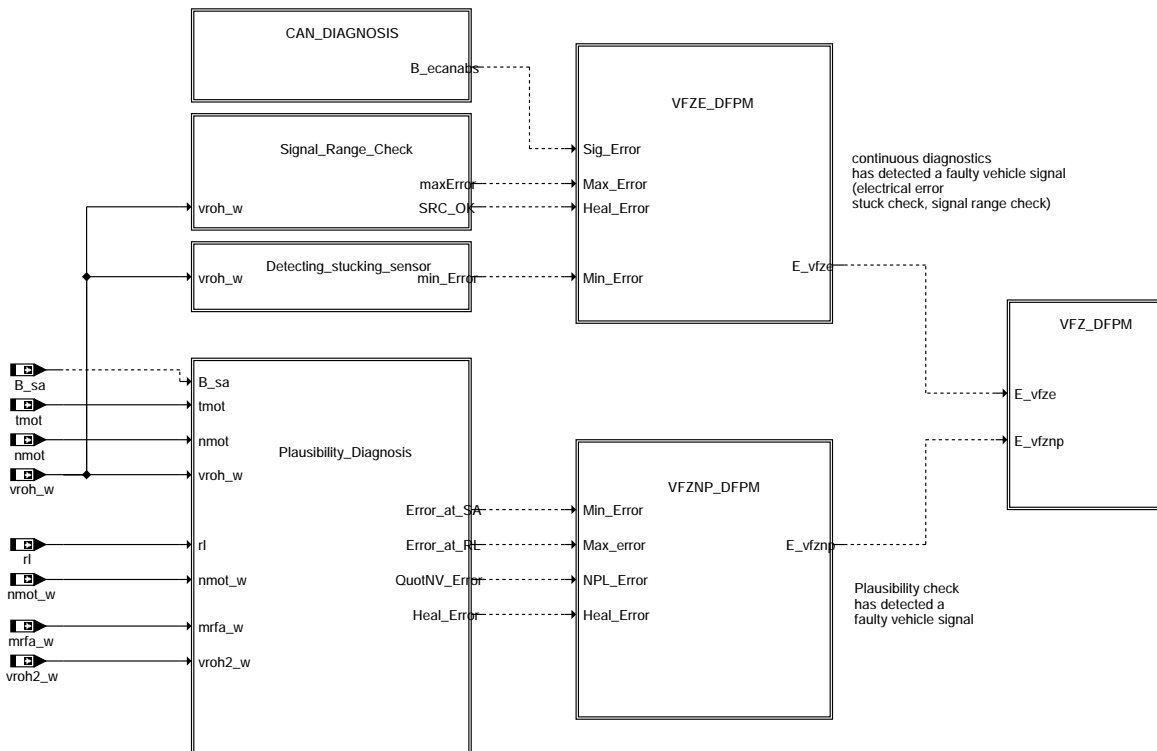 CAN_DIAGNOSIS
B_ecanabs
VFZE_DFPM
Sig_Error
Max_Error
Heal_Error
Min_Error
E_vfze
Signal_Range_Check
maxError
SRC_OK
vroh_w
Detecting_stucking_sensor
vroh_w
min_Error
continuous diagnostics
has detected a faulty vehicle signal
(electrical error
stuck check, signal range check)
VFZ_DFPM
E_vfze
E_vfznp
B_sa
tmot
nmot
vroh_w
rl
nmot_w
mrfa_w
vroh2_w
B_sa
tmot
nmot
vroh_w
rl
nmot_w
mrfa_w
vroh2_w
Plausibility_Diagnosis
Error_at_SA
Error_at_RL
QuotNV_Error
Heal_Error
VFZNP_DFPM
Min_Error
Max_error
NPL_Error
Heal_Error
E_vfznp
Plausibility check
has detected a
faulty vehicle signal